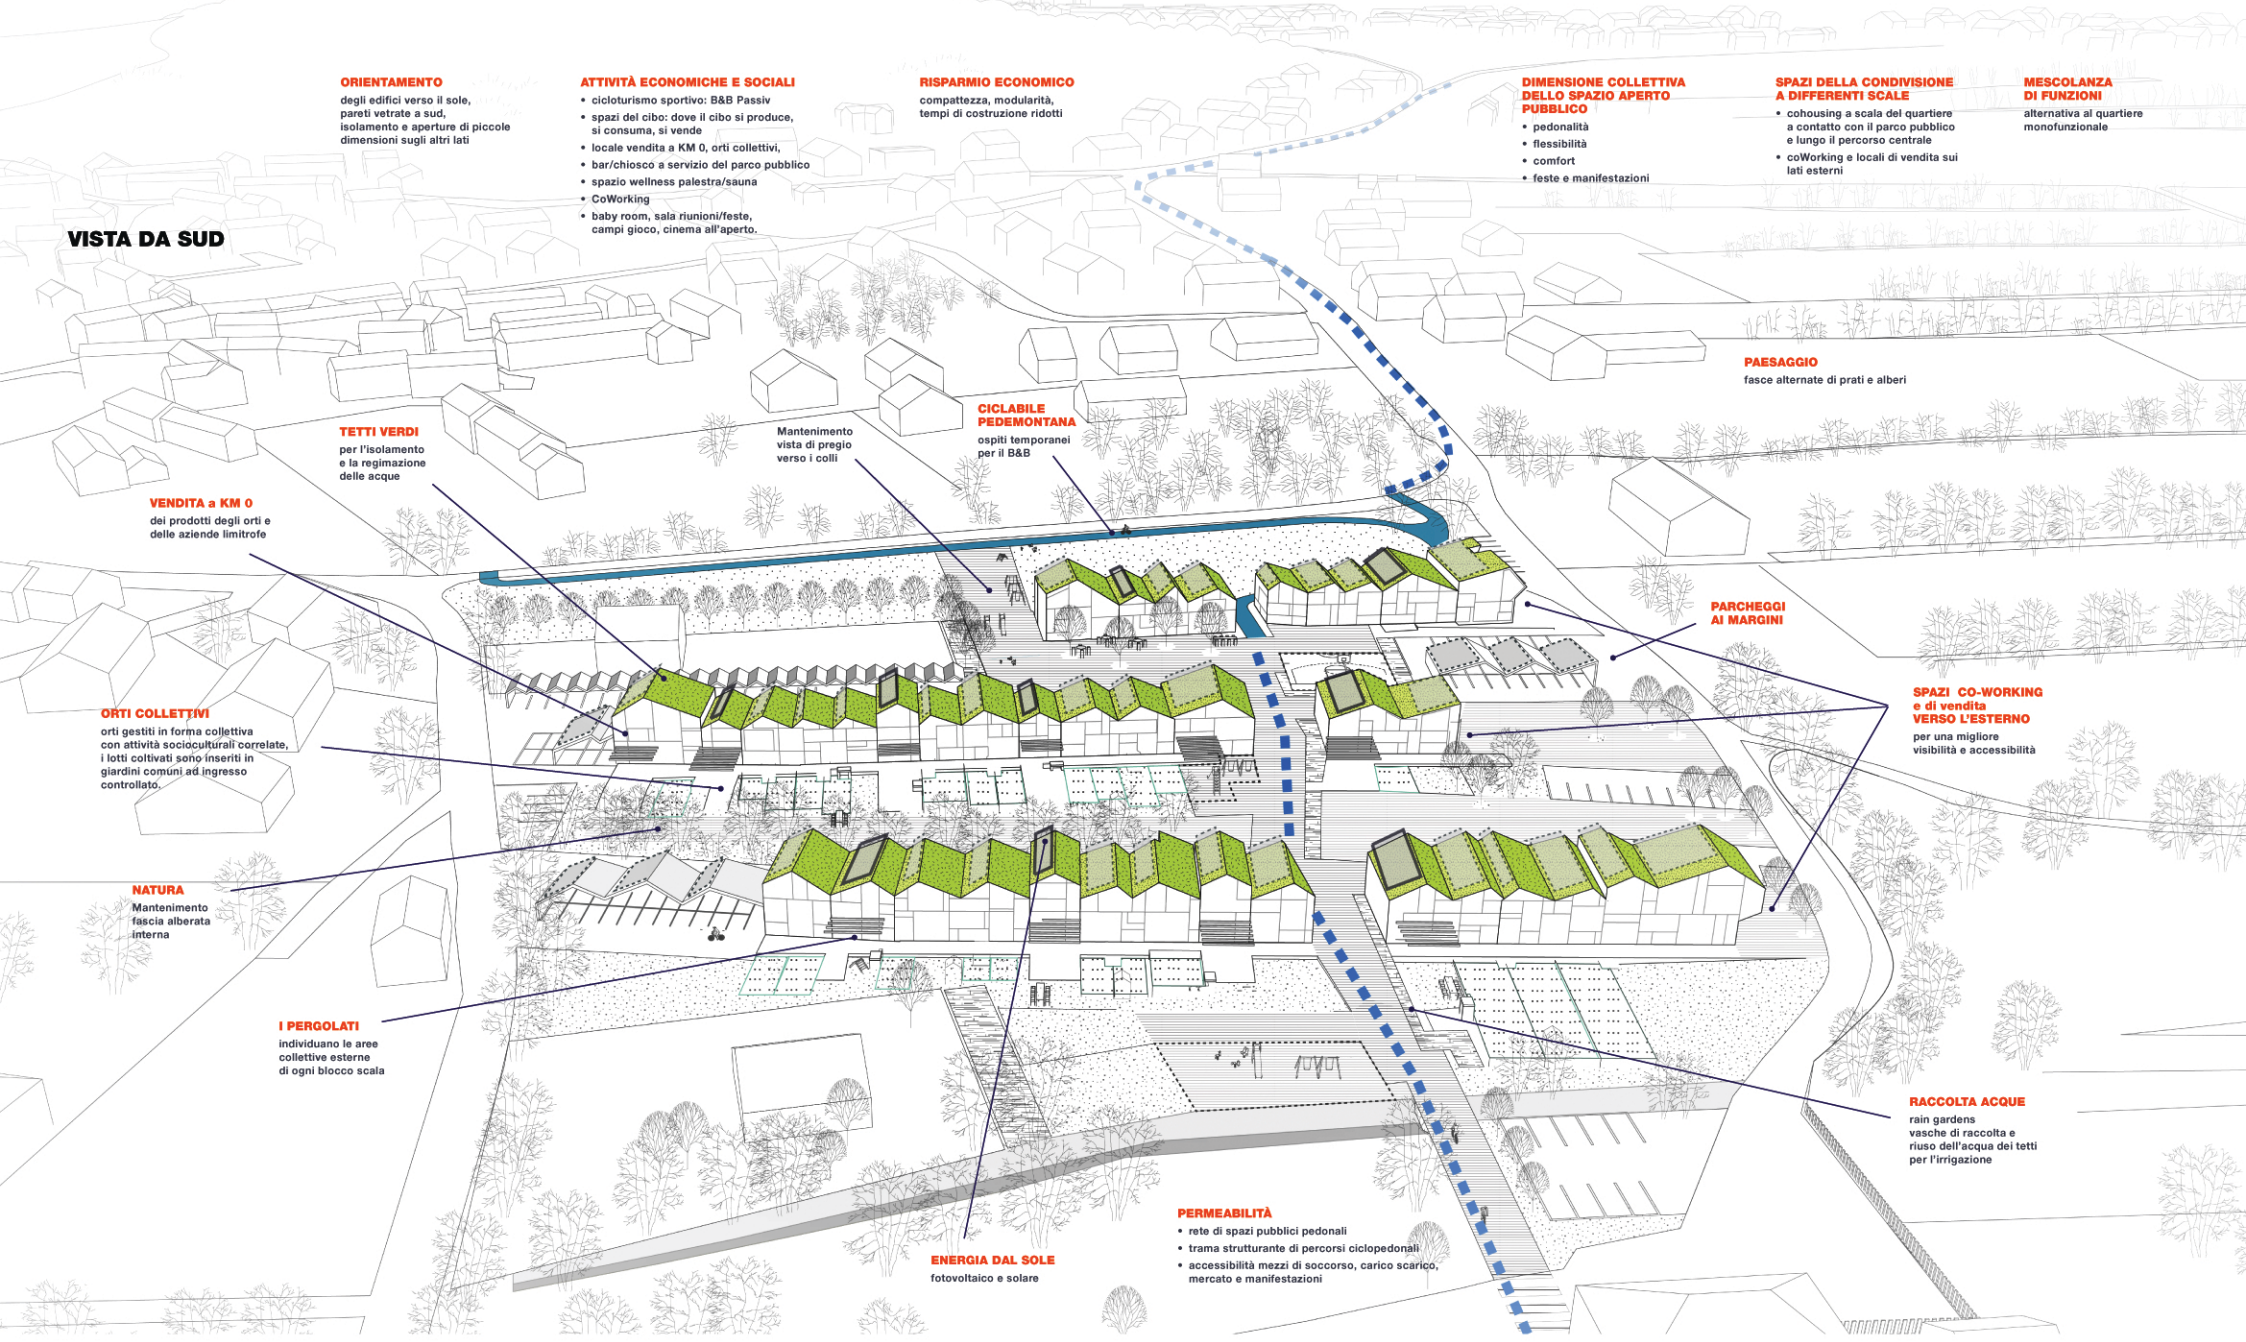 ORIENTAMENTO
degli edifici verso il sole,
pareti vetrate a sud,
isolamento e aperture di piccole
dimensioni sugli altri lati
ATTIVITÀ ECONOMICHE E SOCIALI
• cicloturismo sportivo: B&B Passiv
• spazi del cibo: dove il cibo si produce,
si consuma, si vende
• locale vendita a KM 0, orti collettivi,
• bar/chiosco a servizio del parco pubblico
• spazio wellness palestra/sauna
• CoWorking
• baby room, sala riunioni/feste,
campi gioco, cinema all'aperto.
RISPARMIO ECONOMICO
compattezza, modularità,
tempi di costruzione ridotti
DIMENSIONE COLLETTIVA
DELLO SPAZIO APERTO
PUBBLICO
• pedonalità
• flessibilità
• comfort
• feste e manifestazioni
SPAZI DELLA CONDIVISIONE
A DIFFERENTI SCALE
• cohousing a scala del quartiere
a contatto con il parco pubblico
e lungo il percorso centrale
• coWorking e locali di vendita sui
lati esterni
MESCOLANZA
DI FUNZIONI
alternativa al quartiere
monofunzionale
VISTA DA SUD
PAESAGGIO
fasce alternate di prati e alberi
TETTI VERDI
per l'isolamento
e la regimazione
delle acque
Mantenimento
vista di pregio
verso i colli
CICLABILE
PEDEMONTANA
ospiti temporanei
per il B&B
VENDITA a KM 0
dei prodotti degli orti e
delle aziende limitrofe
PARCHEGGI
AI MARGINI
SPAZI CO-WORKING
e di vendita
VERSO L'ESTERNO
per una migliore
visibilità e accessibilità
ORTI COLLETTIVI
orti gestiti in forma collettiva
con attività socioculturali correlate,
i lotti coltivati sono inseriti in
giardini comuni ad ingresso
controllato.
NATURA
Mantenimento
fascia alberata
interna
I PERGOLATI
individuano le aree
collettive esterne
di ogni blocco scala
RACCOLTA ACQUE
rain gardens
vasche di raccolta e
riuso dell'acqua dei tetti
per l'irrigazione
ENERGIA DAL SOLE
fotovoltaico e solare
PERMEABILITÀ
• rete di spazi pubblici pedonali
• trama strutturante di percorsi ciclopedonali
• accessibilità mezzi di soccorso, carico scarico,
mercato e manifestazioni